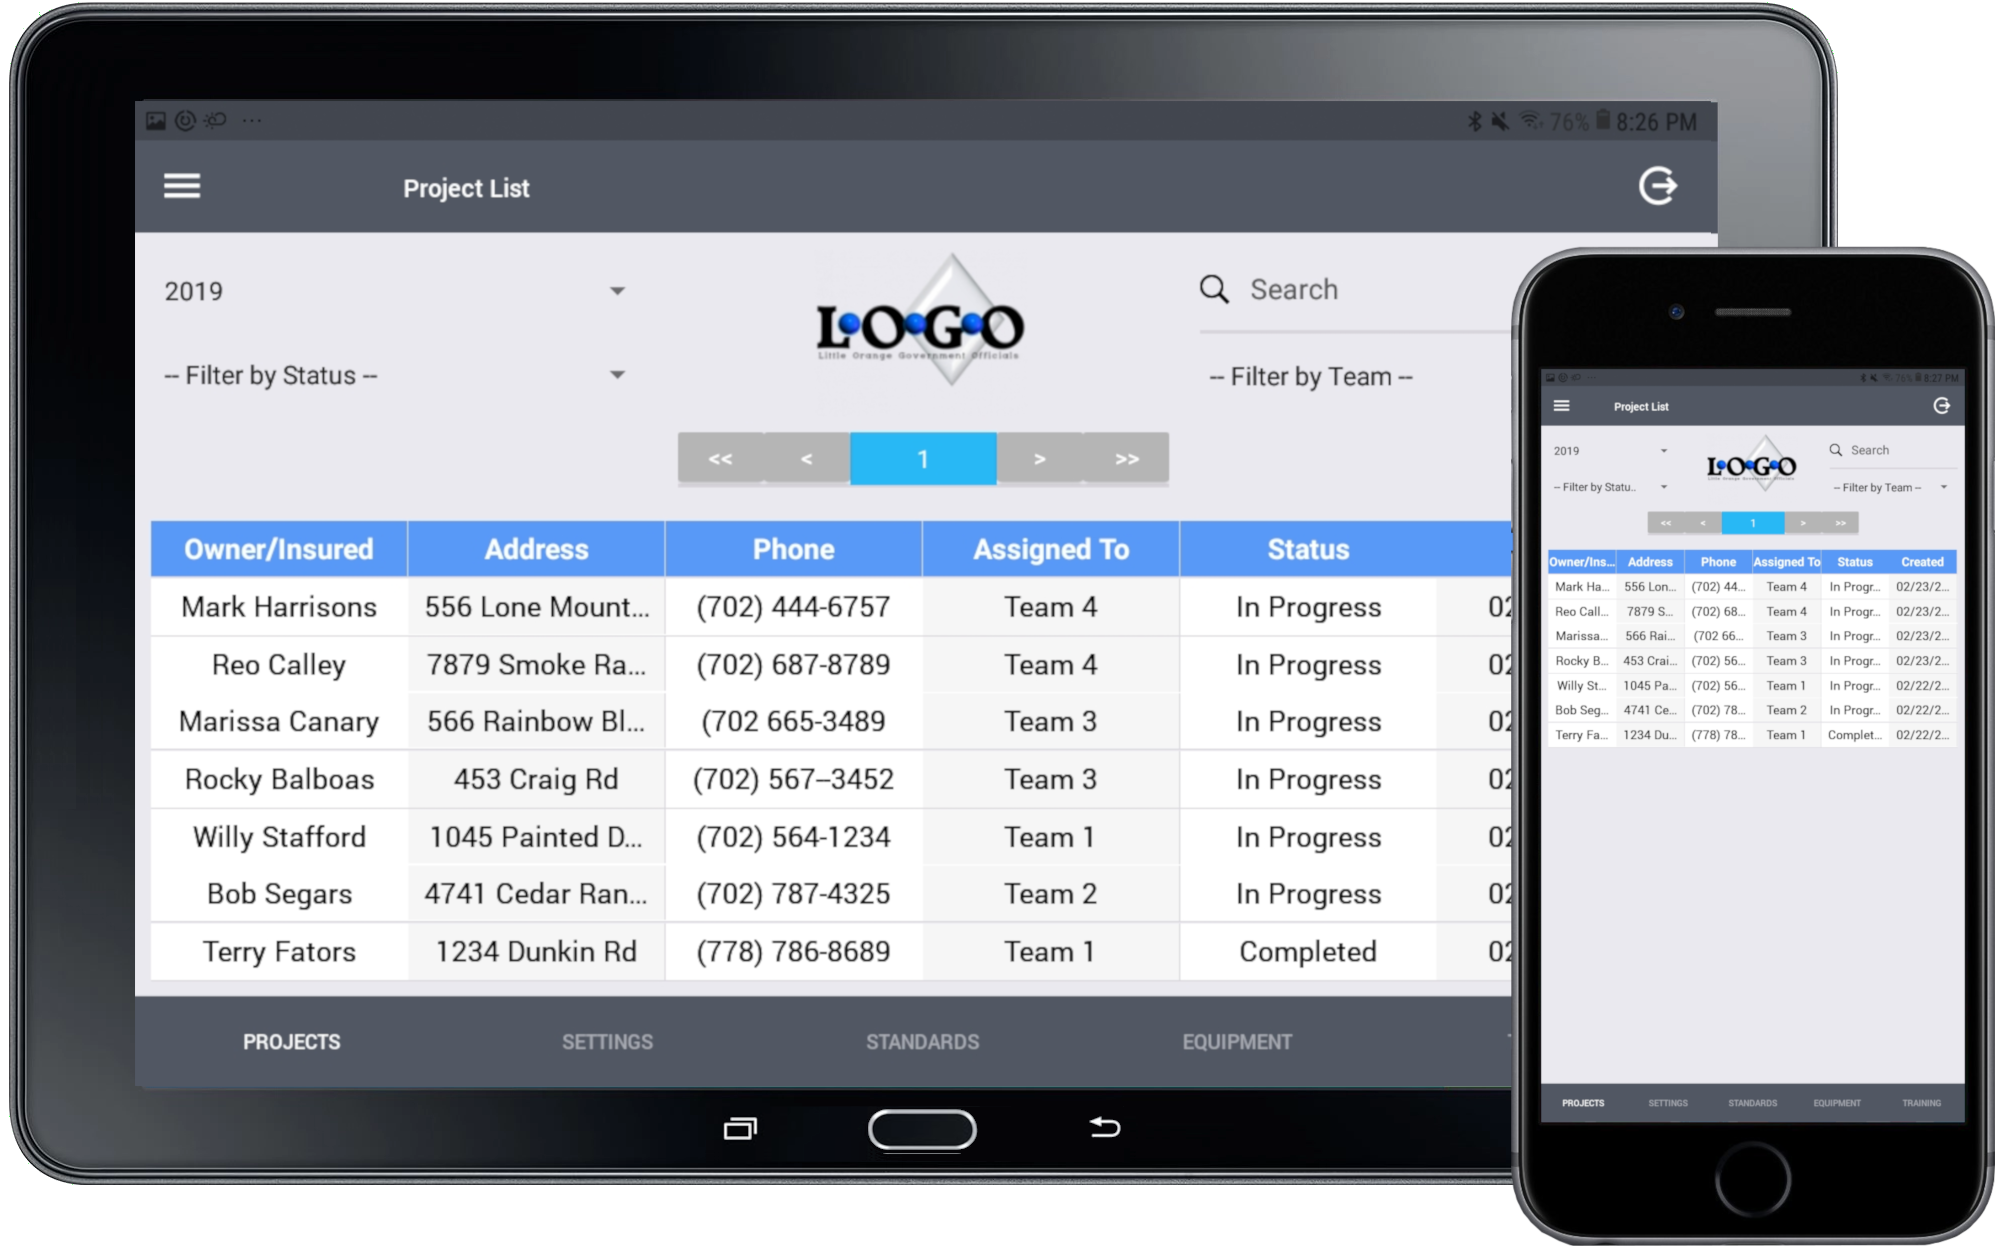 76% 8:26 PM
Project List
2019
Search
L•O•G•O
Little Orange Government Officials
-- Filter by Status --
-- Filter by Team --
<< < 1 > >>
Owner/Insured Address Phone Assigned To Status
Mark Harrisons 556 Lone Mount... (702) 444-6757 Team 4 In Progress 02
Reo Calley 7879 Smoke Ra... (702) 687-8789 Team 4 In Progress 02
Marissa Canary 566 Rainbow Bl... (702 665-3489 Team 3 In Progress 02
Rocky Balboas 453 Craig Rd (702) 567–3452 Team 3 In Progress 02
Willy Stafford 1045 Painted D... (702) 564-1234 Team 1 In Progress 02
Bob Segars 4741 Cedar Ran... (702) 787-4325 Team 2 In Progress 02
Terry Fators 1234 Dunkin Rd (778) 786-8689 Team 1 Completed 02
PROJECTS SETTINGS STANDARDS EQUIPMENT
76% 8:27 PM
Project List
2019
Search
L•O•G•O
Little Orange Government Officials
-- Filter by Statu..
-- Filter by Team --
<< < 1 > >>
Owner/Ins... Address Phone Assigned To Status Created
Mark Ha... 556 Lon... (702) 44... Team 4 In Progr... 02/23/2...
Reo Call... 7879 S... (702) 68... Team 4 In Progr... 02/23/2...
Marissa... 566 Rai... (702 66... Team 3 In Progr... 02/23/2...
Rocky B... 453 Crai... (702) 56... Team 3 In Progr... 02/23/2...
Willy St... 1045 Pa... (702) 56... Team 1 In Progr... 02/22/2...
Bob Seg... 4741 Ce... (702) 78... Team 2 In Progr... 02/22/2...
Terry Fa... 1234 Du... (778) 78... Team 1 Complet... 02/22/2...
PROJECTS SETTINGS STANDARDS EQUIPMENT TRAINING